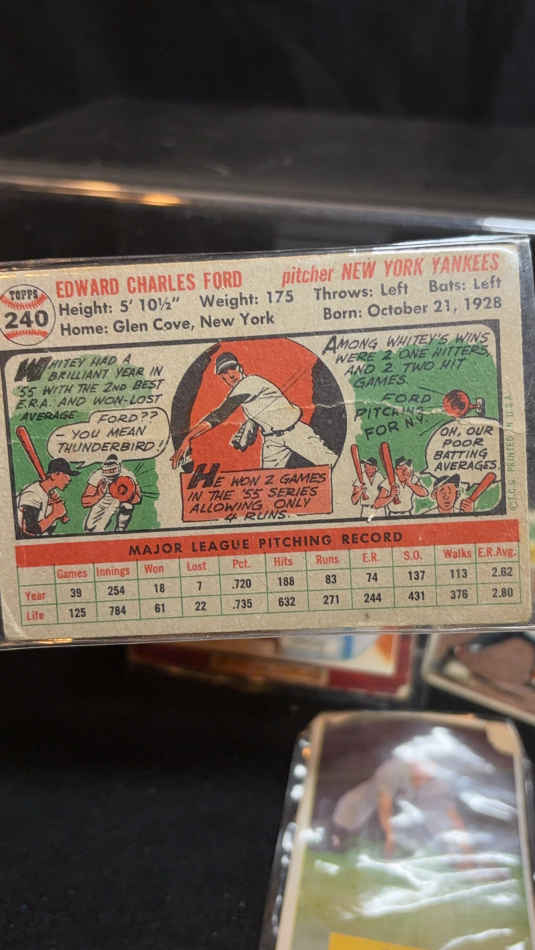 TOPPS
240
EDWARD CHARLES FORD pitcher NEW YORK YANKEES
Height: 5' 10½" Weight: 175 Throws: Left Bats: Left
Home: Glen Cove, New York Born: October 21, 1928
WHITEY HAD A
BRILLIANT YEAR IN
'55 WITH THE 2ND BEST
E.R.A. AND WON-LOST
AVERAGE
FORD??
- YOU MEAN
THUNDERBIRD!
HE WON 2 GAMES
IN THE '55 SERIES
ALLOWING ONLY
4 RUNS.
AMONG WHITEY'S WINS
WERE 2 ONE HITTERS
AND 2 TWO HIT
GAMES.
FORD
PITCHING
FOR N.Y.
OH, OUR
POOR
BATTING
AVERAGES.
©T.C.G. PRINTED IN U.S.A.
MAJOR LEAGUE PITCHING RECORD
Games Innings Won Lost Pct. Hits Runs E.R. S.O. Walks E.R.Avg.
Year 39 254 18 7 .720 188 83 74 137 113 2.62
Life 125 784 61 22 .735 632 271 244 431 376 2.80